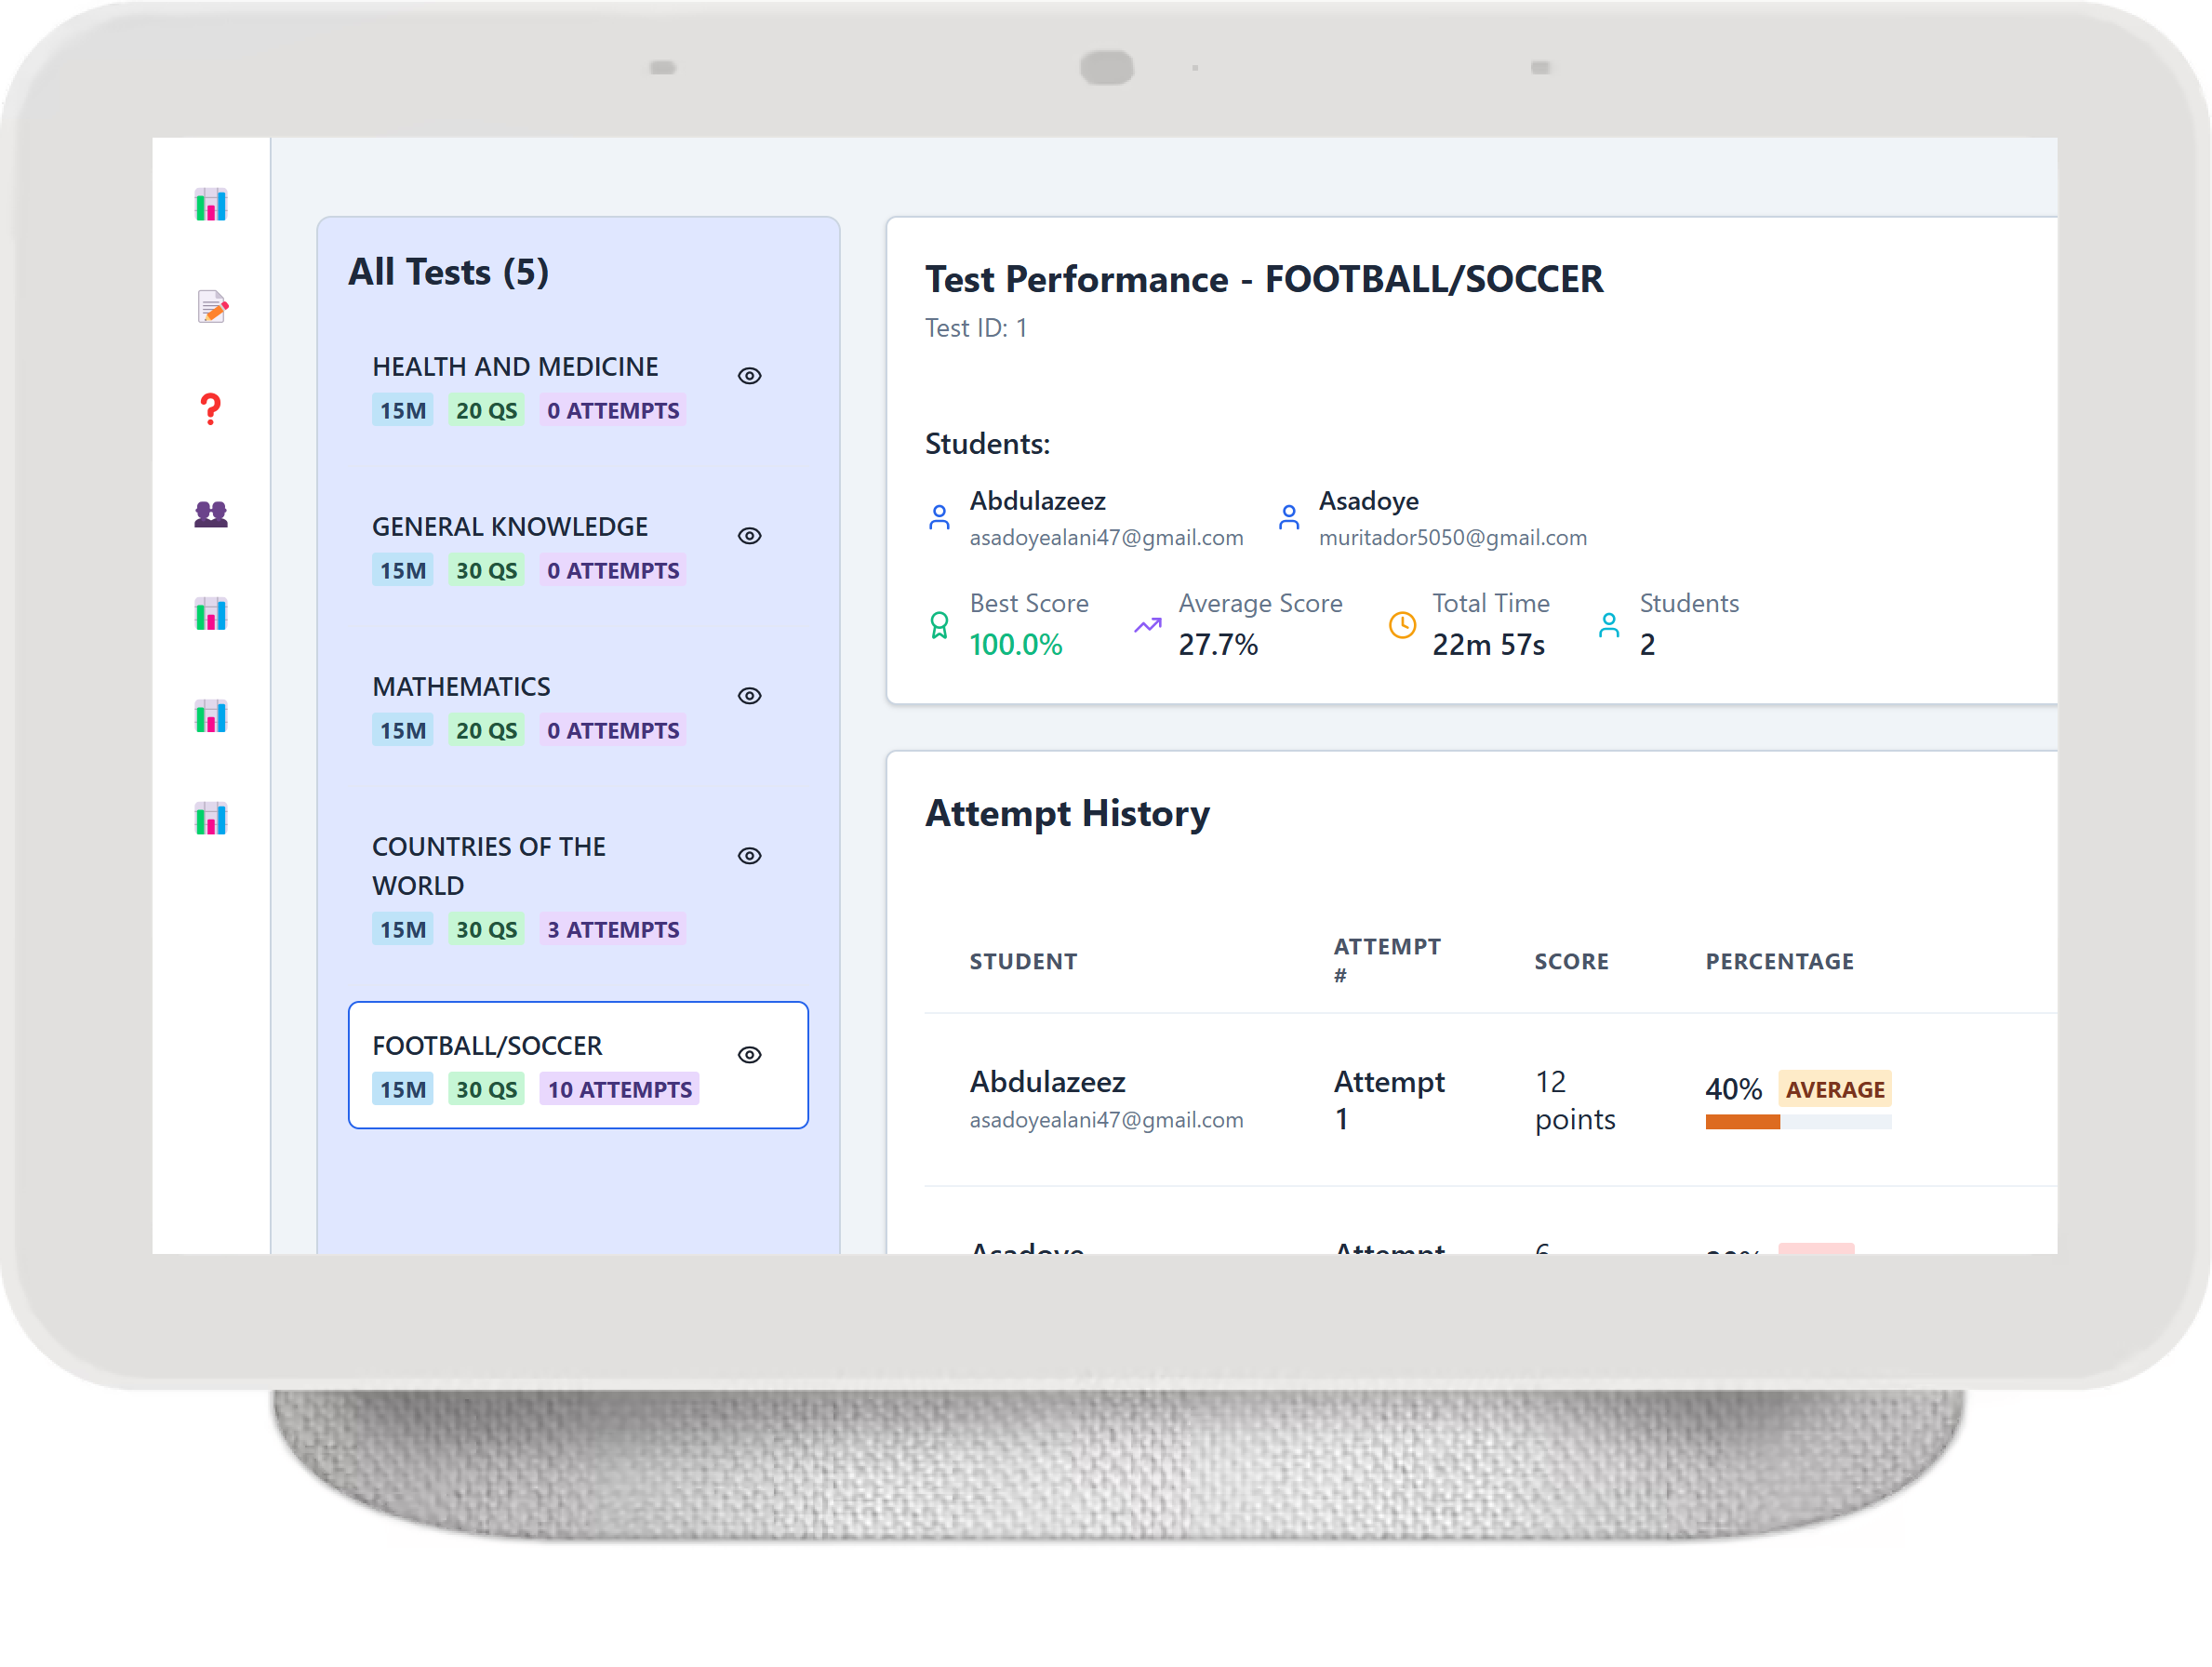 All Tests (5)
HEALTH AND MEDICINE
15M 20 QS 0 ATTEMPTS
GENERAL KNOWLEDGE
15M 30 QS 0 ATTEMPTS
MATHEMATICS
15M 20 QS 0 ATTEMPTS
COUNTRIES OF THE
WORLD
15M 30 QS 3 ATTEMPTS
FOOTBALL/SOCCER
15M 30 QS 10 ATTEMPTS
Test Performance - FOOTBALL/SOCCER
Test ID: 1
Students:
Abdulazeez
asadoyealani47@gmail.com
Asadoye
muritador5050@gmail.com
Best Score
100.0%
Average Score
27.7%
Total Time
22m 57s
Students
2
Attempt History
STUDENT
ATTEMPT
#
SCORE
PERCENTAGE
Abdulazeez
asadoyealani47@gmail.com
Attempt
1
12
points
40% AVERAGE
Asadoye
Attempt